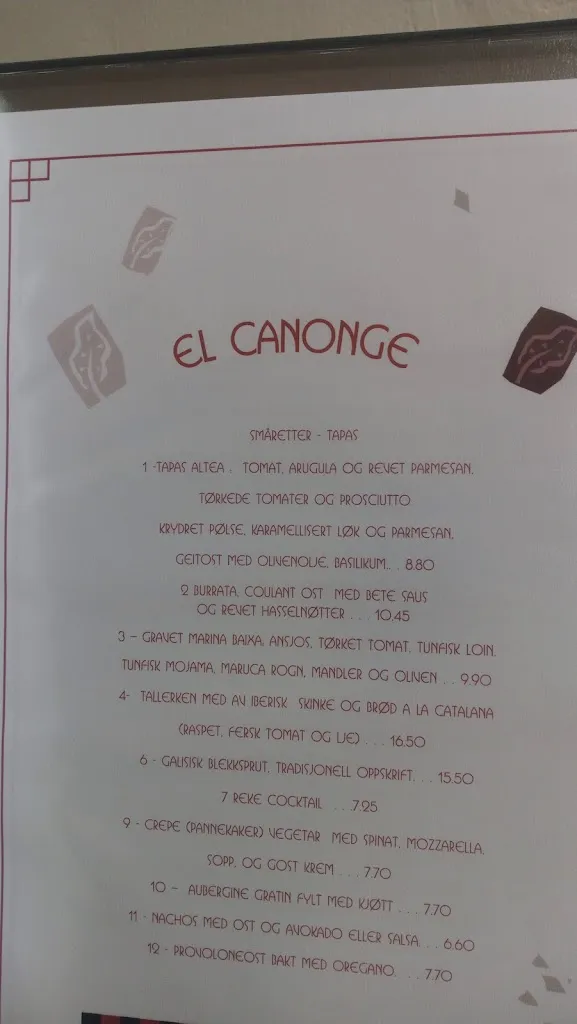 EL CANONGE
SMÅRETTER - TAPAS
1 -TAPAS ALTEA : TOMAT, ARUGULA OG REVET PARMESAN.
TØRKEDE TOMATER OG PROSCIUTTO
KRYDRET PØLSE, KARAMELLISERT LØK OG PARMESAN,
GEITOST MED OLIVENOLJE, BASILIKUM.. . 8.80
2 BURRATA, COULANT OST MED BETE SAUS
OG REVET HASSELNØTTER . . . 10.45
3 – GRAVET MARINA BAIXA, ANSJOS, TØRKET TOMAT, TUNFISK LOIN,
TUNFISK MOJAMA, MARUCA ROGN, MANDLER OG OLIVEN . . 9.90
4- TALLERKEN MED AV IBERISK SKINKE OG BRØD A LA CATALANA
(RASPET, FERSK TOMAT OG LJE) . . . 16.50
6 - GALISISK BLEKKSPRUT, TRADISJONELL OPPSKRIFT. . . 15.50
7 REKE COCKTAIL . . .7.25
9 - CREPE (PANNEKAKER) VEGETAR MED SPINAT, MOZZARELLA,
SOPP, OG GOST KREM . . . 7.70
10 – AUBERGINE GRATIN FYLT MED KJØTT . . . 7.70
11 - NACHOS MED OST OG AVOKADO ELLER SALSA. . . 6.60
12 - PROVOLONEOST BAKT MED OREGANO. . . . 7.70